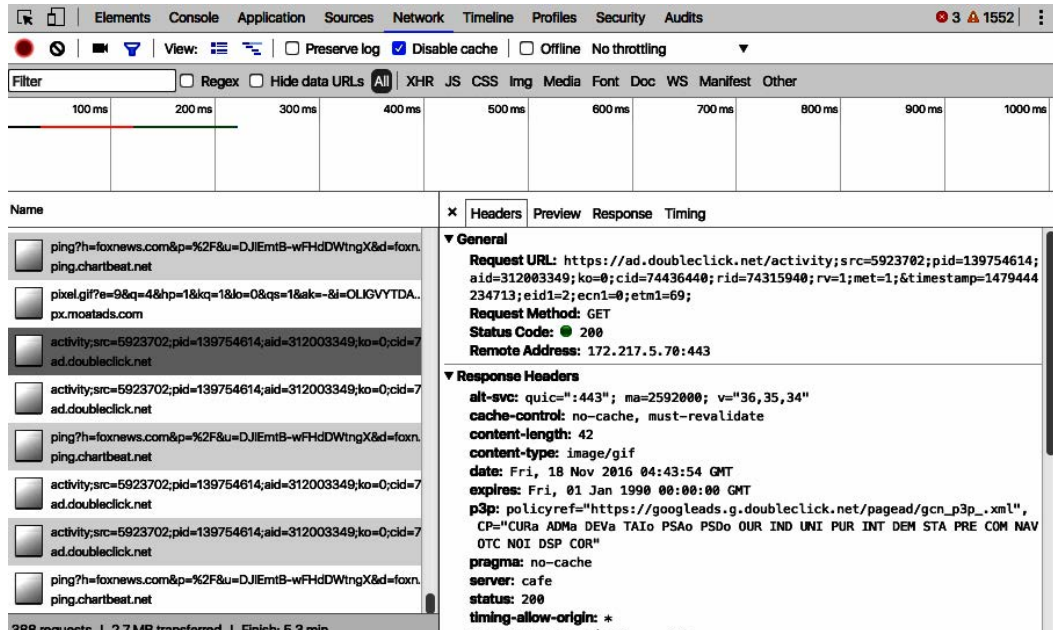 Elements Console Application Sources Network Timeline Profiles Security Audits 3 1552
View: Preserve log Disable cache Offline No throttling
Filter Regex Hide data URLs All XHR JS CSS Img Media Font Doc WS Manifest Other
100 ms 200 ms 300 ms 400 ms 500 ms 600 ms 700 ms 800 ms 900 ms 1000 ms
Name
ping?h=foxnews.com&p=%2F&u=DJlEmtB-wFHdDWtngX&d=foxn.
ping.chartbeat.net
pixel.gif?e=9&q=4&hp=1&kq=1&lo=0&qs=1&ak=-&i=OLIGVYTDA..
px.moatads.com
activity;src=5923702;pid=139754614;aid=312003349;ko=0;cid=7
ad.doubleclick.net
activity;src=5923702;pid=139754614;aid=312003349;ko=0;cid=7
ad.doubleclick.net
ping?h=foxnews.com&p=%2F&u=DJlEmtB-wFHdDWtngX&d=foxn.
ping.chartbeat.net
activity;src=5923702;pid=139754614;aid=312003349;ko=0;cid=7
ad.doubleclick.net
activity;src=5923702;pid=139754614;aid=312003349;ko=0;cid=7
ad.doubleclick.net
ping?h=foxnews.com&p=%2F&u=DJlEmtB-wFHdDWtngX&d=foxn.
ping.chartbeat.net
388 requests | 2.7 MB transferred | Finish: 5.3 min
× Headers Preview Response Timing
▼ General
Request URL: https://ad.doubleclick.net/activity;src=5923702;pid=139754614;
aid=312003349;ko=0;cid=74436440;rid=74315940;rv=1;met=1;&timestamp=1479444
234713;eid1=2;ecn1=0;etm1=69;
Request Method: GET
Status Code: 200
Remote Address: 172.217.5.70:443
▼ Response Headers
alt-svc: quic=":443"; ma=2592000; v="36,35,34"
cache-control: no-cache, must-revalidate
content-length: 42
content-type: image/gif
date: Fri, 18 Nov 2016 04:43:54 GMT
expires: Fri, 01 Jan 1990 00:00:00 GMT
p3p: policyref="https://googleads.g.doubleclick.net/pagead/gcn_p3p_.xml",
CP="CURa ADMa DEVa TAIo PSAo PSDo OUR IND UNI PUR INT DEM STA PRE COM NAV
OTC NOI DSP COR"
pragma: no-cache
server: cafe
status: 200
timing-allow-origin: *